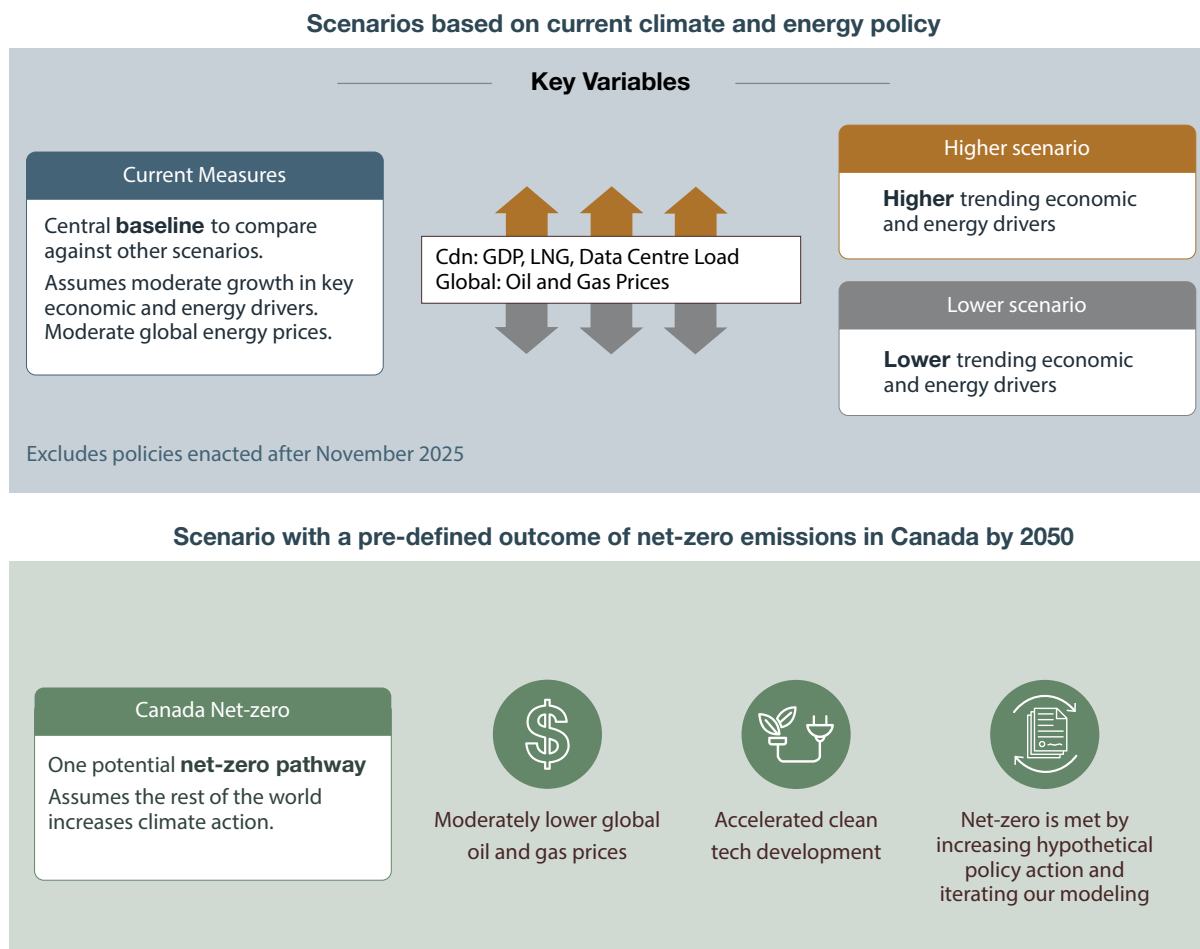 Scenarios based on current climate and energy policy
Key Variables
Current Measures
Central baseline to compare
against other scenarios.
Assumes moderate growth in key
economic and energy drivers.
Moderate global energy prices.
Cdn: GDP, LNG, Data Centre Load
Global: Oil and Gas Prices
Higher scenario
Higher trending economic
and energy drivers
Lower scenario
Lower trending economic
and energy drivers
Excludes policies enacted after November 2025
Scenario with a pre-defined outcome of net-zero emissions in Canada by 2050
Canada Net-zero
One potential net-zero pathway
Assumes the rest of the world
increases climate action.
$
Moderately lower global
oil and gas prices
Accelerated clean
tech development
Net-zero is met by
increasing hypothetical
policy action and
iterating our modeling